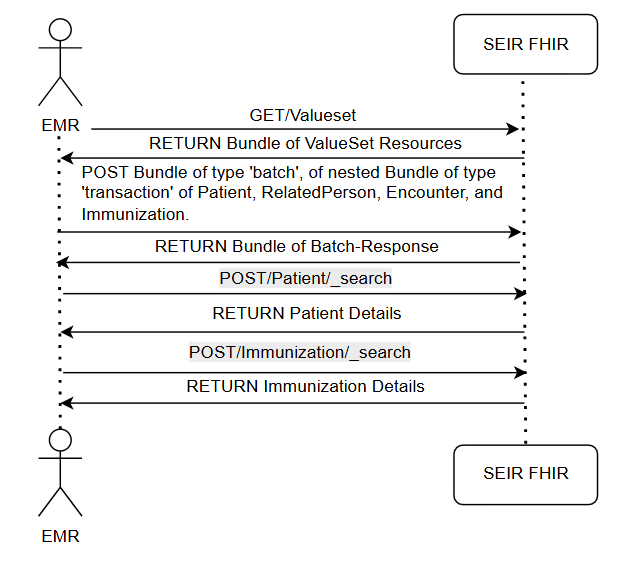 SEIR FHIR
EMR
GET/Valueset
RETURN Bundle of ValueSet Resources
POST Bundle of type 'batch', of nested Bundle of type
'transaction' of Patient, RelatedPerson, Encounter, and
Immunization.
RETURN Bundle of Batch-Response
POST/Patient/_search
RETURN Patient Details
POST/Immunization/_search
RETURN Immunization Details
SEIR FHIR
EMR